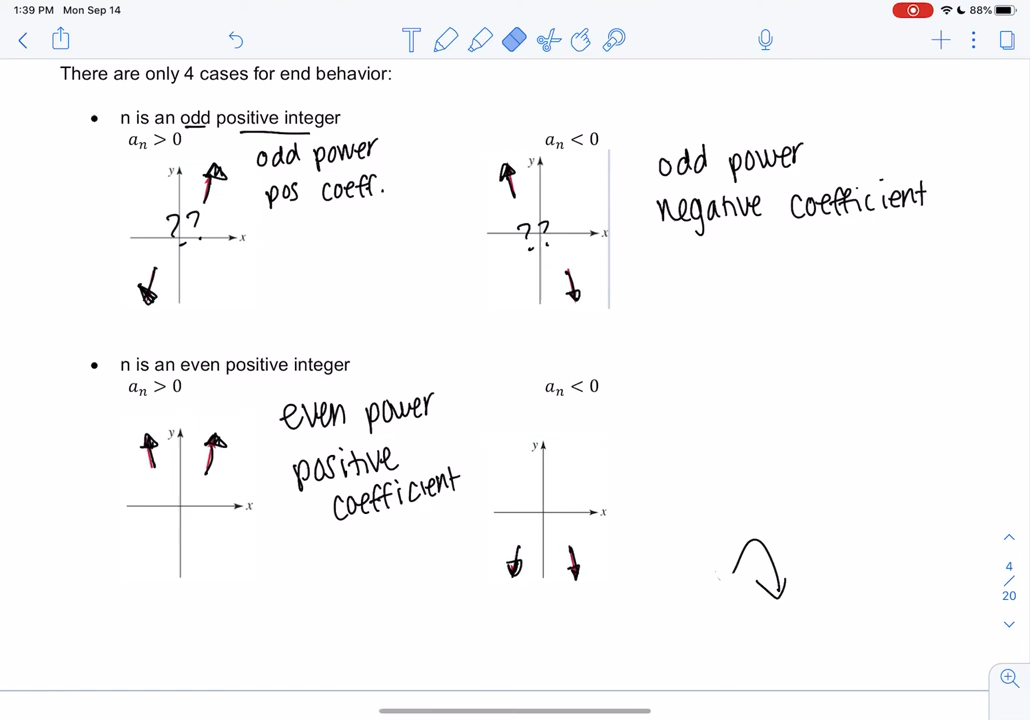 1:39 PM Mon Sep 14
88%
There are only 4 cases for end behavior:
• n is an odd positive integer
aₙ > 0
aₙ < 0
odd power
pos coeff.
odd power
negative coefficient
y
x
??
y
x
??
• n is an even positive integer
aₙ > 0
aₙ < 0
even power
positive
coefficient
y
x
y
x
4
/
20